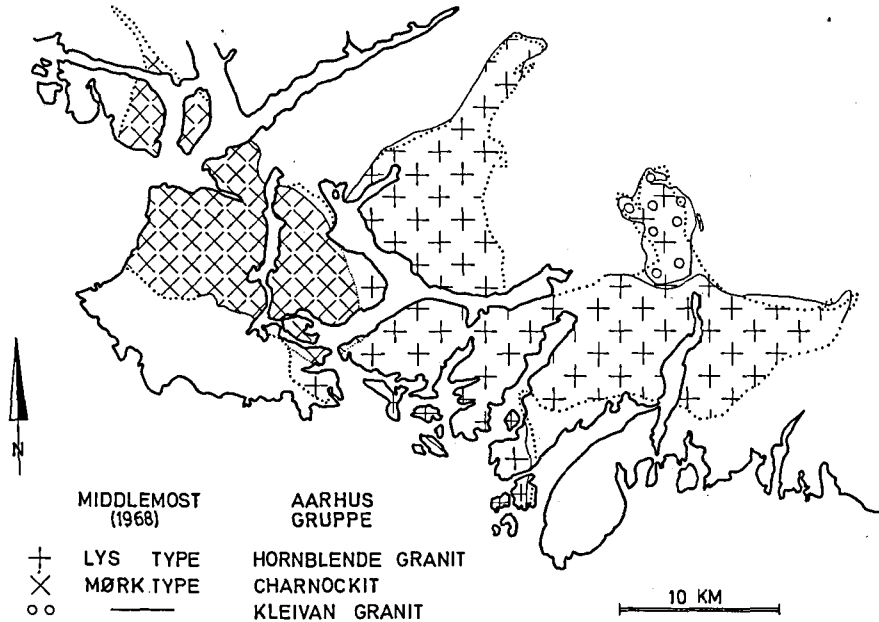 N
MIDDLEMOST AARHUS
(1968) GRUPPE
LYS TYPE HORNBLENDE GRANIT
MØRK TYPE CHARNOCKIT
KLEIVAN GRANIT
10 KM